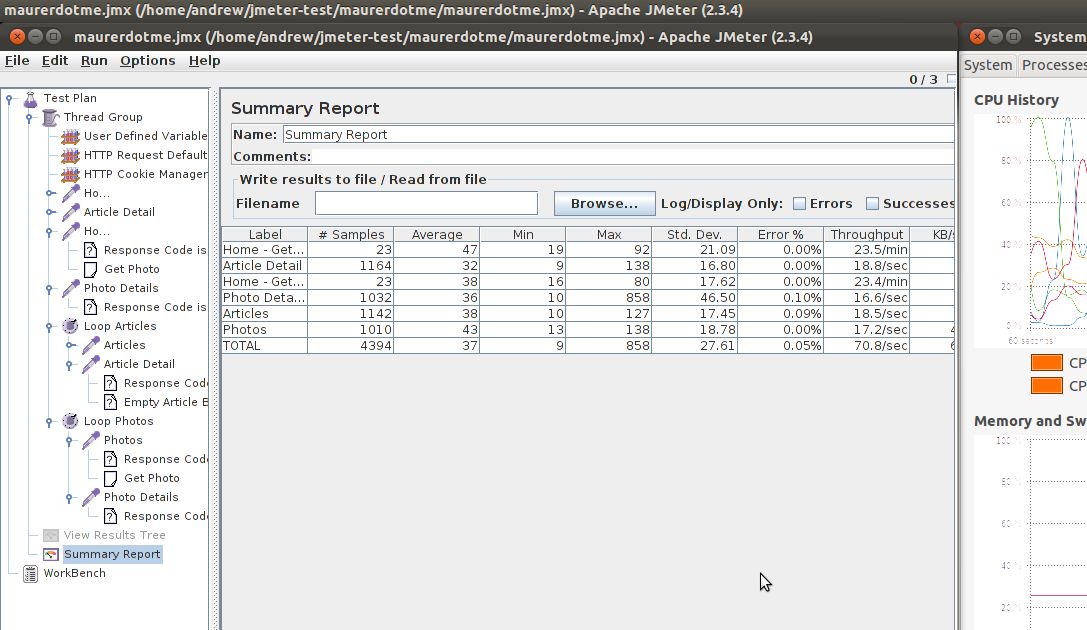 maurerdotme.jmx (/home/andrew/jmeter-test/maurerdotme/maurerdotme.jmx) - Apache JMeter (2.3.4)
maurerdotme.jmx (/home/andrew/jmeter-test/maurerdotme/maurerdotme.jmx) - Apache JMeter (2.3.4)
File Edit Run Options Help
0 / 3
Test Plan
Thread Group
User Defined Variable
HTTP Request Default
HTTP Cookie Manager
Ho...
Article Detail
Ho...
Response Code is
Get Photo
Photo Details
Response Code is
Loop Articles
Articles
Article Detail
Response Code
Empty Article B
Loop Photos
Photos
Response Code
Get Photo
Photo Details
Response Code
View Results Tree
Summary Report
WorkBench
Summary Report
Name: Summary Report
Comments:
Write results to file / Read from file
Filename Browse... Log/Display Only: Errors Successes
Label # Samples Average Min Max Std. Dev. Error % Throughput KB/s
Home - Get... 23 47 19 92 21.09 0.00% 23.5/min
Article Detail 1164 32 9 138 16.80 0.00% 18.8/sec
Home - Get... 23 38 16 80 17.62 0.00% 23.4/min
Photo Deta... 1032 36 10 858 46.50 0.10% 16.6/sec
Articles 1142 38 10 127 17.45 0.09% 18.5/sec
Photos 1010 43 13 138 18.78 0.00% 17.2/sec
TOTAL 4394 37 9 858 27.61 0.05% 70.8/sec
System
System Processes
CPU History
100 %
80 %
60 %
40 %
20 %
0 %
60 seconds
CP
CP
Memory and Sw
100 %
80 %
60 %
40 %
20 %